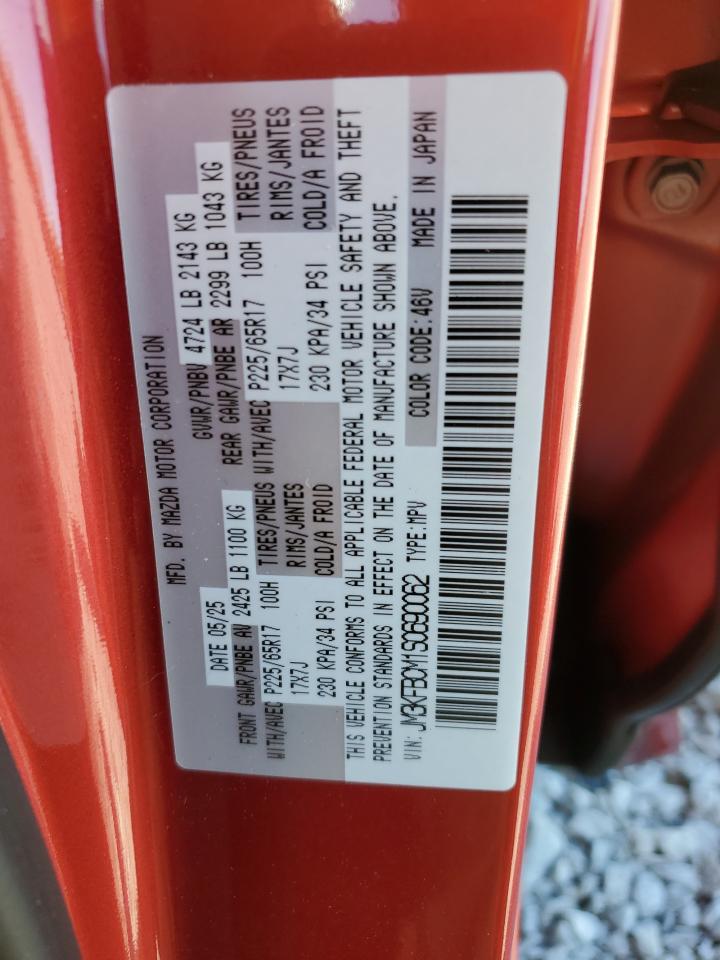 MFD. BY MAZDA MOTOR CORPORATION
DATE 05/25 GVWR/PNBV 4724 LB 2143 KG
FRONT GAWR/PNBE AV 2425 LB 1100 KG REAR GAWR/PNBE AR 2299 LB 1043 KG
WITH/AVEC P225/65R17 100H TIRES/PNEUS WITH/AVEC P225/65R17 100H TIRES/PNEUS
17X7J RIMS/JANTES 17X7J RIMS/JANTES
230 KPA/34 PSI COLD/A FROID 230 KPA/34 PSI COLD/A FROID
THIS VEHICLE CONFORMS TO ALL APPLICABLE FEDERAL MOTOR VEHICLE SAFETY AND THEFT
PREVENTION STANDARDS IN EFFECT ON THE DATE OF MANUFACTURE SHOWN ABOVE.
VIN: JM3KFBCM1S0690062 TYPE:MPV COLOR CODE:46V MADE IN JAPAN